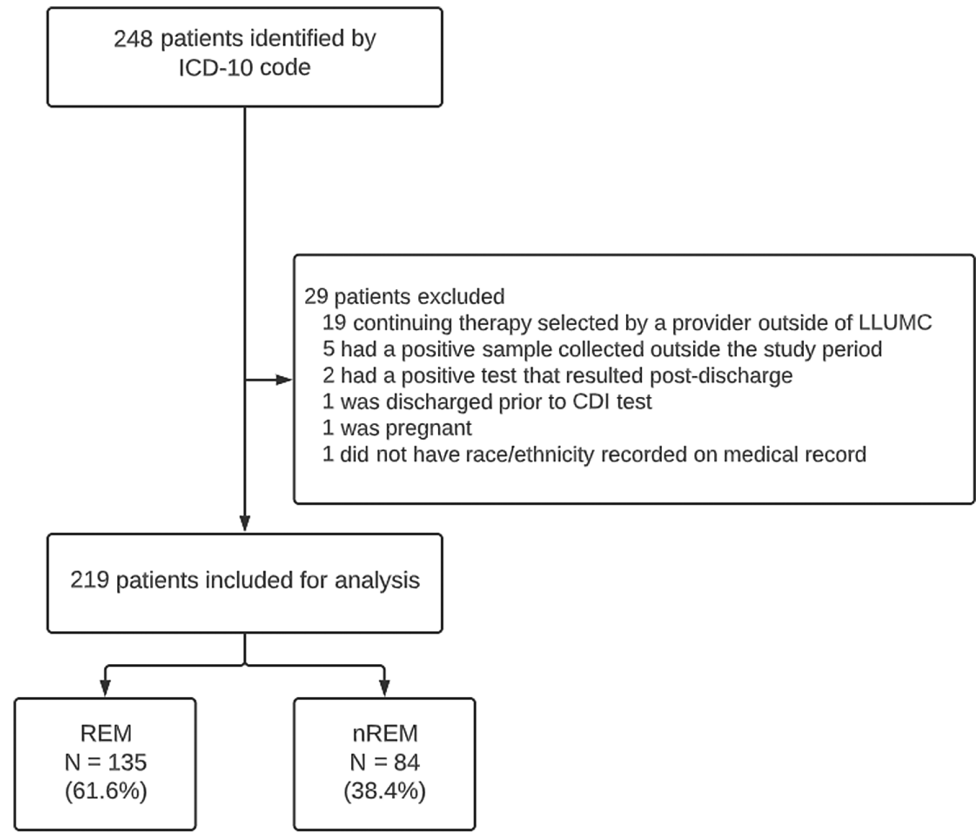 248 patients identified by
ICD-10 code
29 patients excluded
19 continuing therapy selected by a provider outside of LLUMC
5 had a positive sample collected outside the study period
2 had a positive test that resulted post-discharge
1 was discharged prior to CDI test
1 was pregnant
1 did not have race/ethnicity recorded on medical record
219 patients included for analysis
REM
N = 135
(61.6%)
nREM
N = 84
(38.4%)